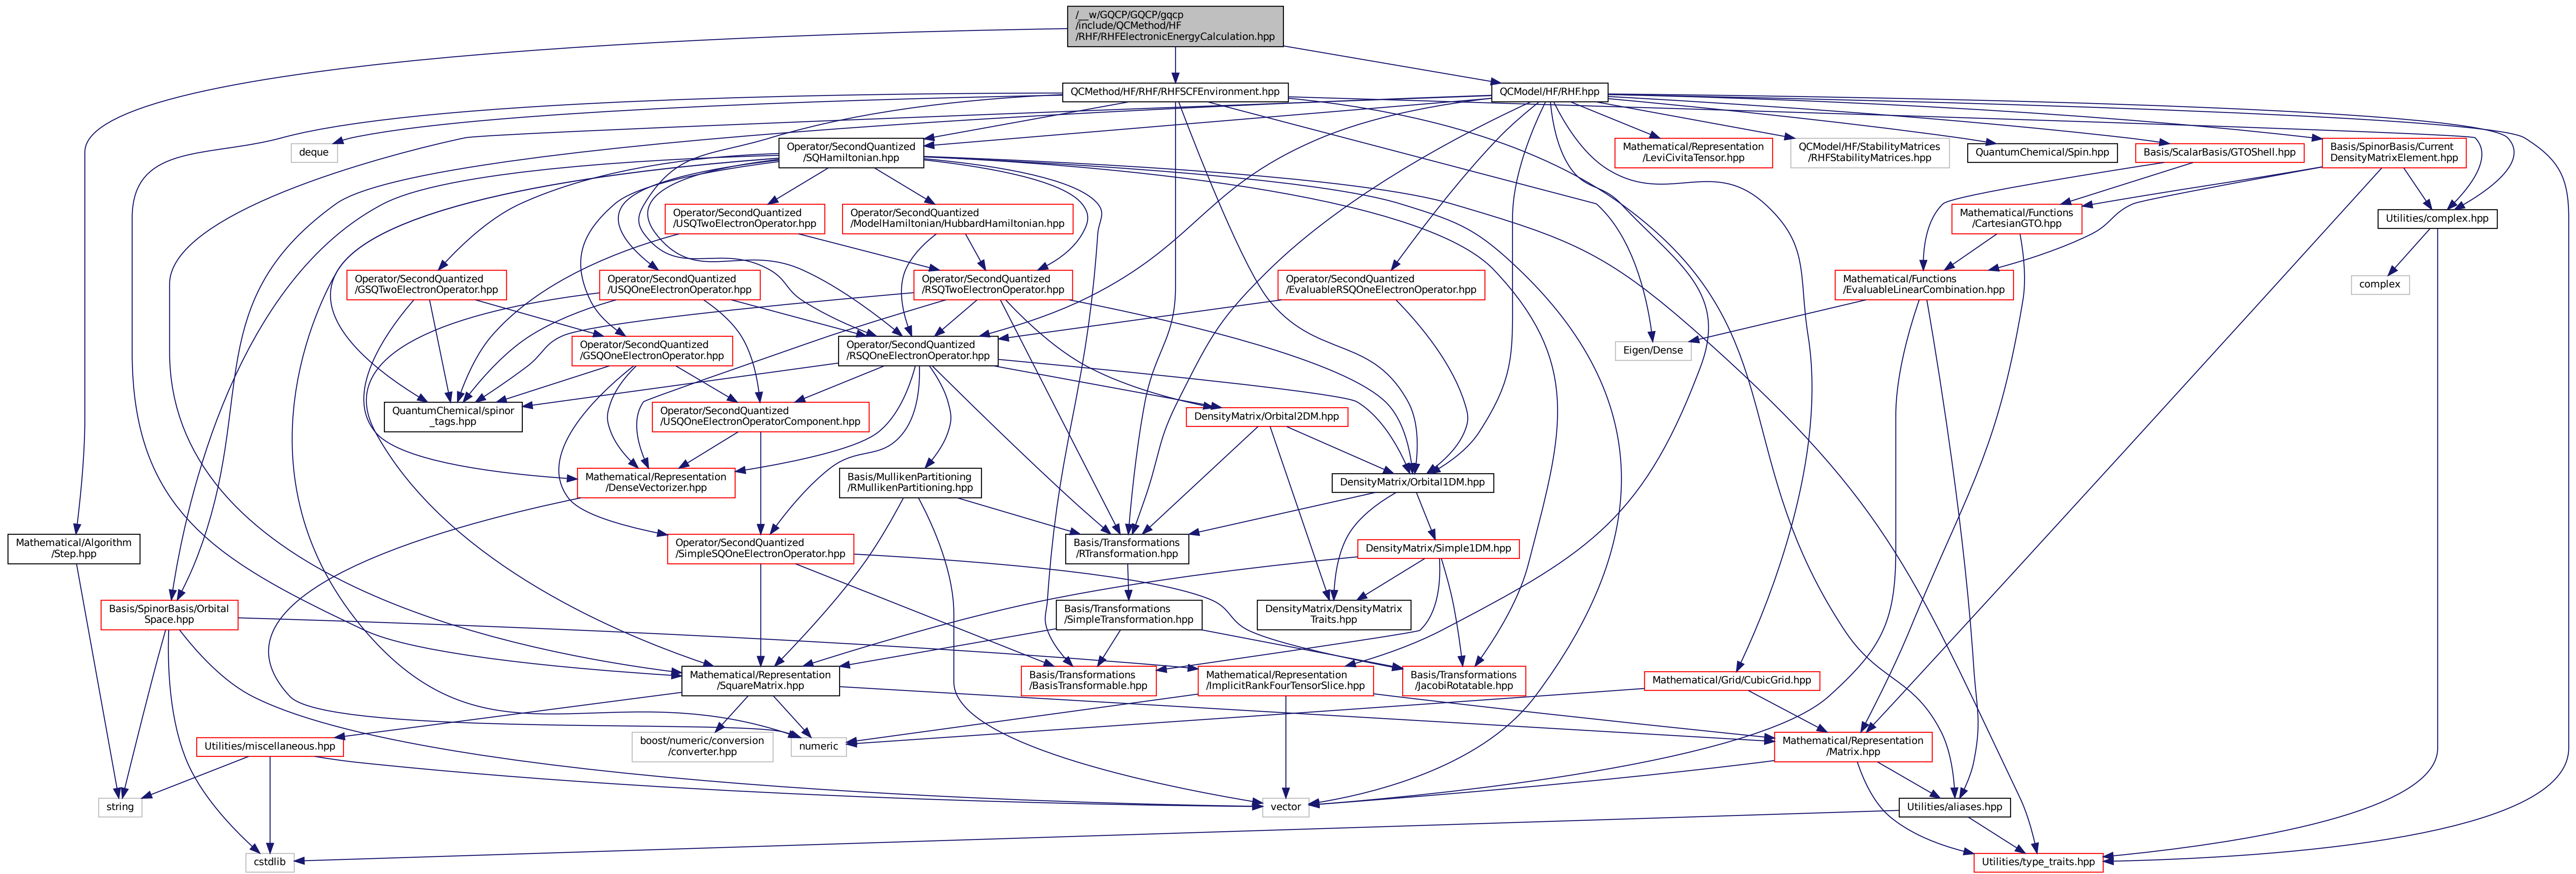 /__w/GQCP/GQCP/gqcp
/include/QCMethod/HF
/RHF/RHFElectronicEnergyCalculation.hpp
QCMethod/HF/RHF/RHFSCFEnvironment.hpp
QCModel/HF/RHF.hpp
deque
Operator/SecondQuantized
/SQHamiltonian.hpp
Mathematical/Representation
/LeviCivitaTensor.hpp
QCModel/HF/StabilityMatrices
/RHFStabilityMatrices.hpp
QuantumChemical/Spin.hpp
Basis/ScalarBasis/GTOShell.hpp
Basis/SpinorBasis/Current
DensityMatrixElement.hpp
Operator/SecondQuantized
/USQTwoElectronOperator.hpp
Operator/SecondQuantized
/ModelHamiltonian/HubbardHamiltonian.hpp
Mathematical/Functions
/CartesianGTO.hpp
Utilities/complex.hpp
Operator/SecondQuantized
/GSQTwoElectronOperator.hpp
Operator/SecondQuantized
/USQOneElectronOperator.hpp
Operator/SecondQuantized
/RSQTwoElectronOperator.hpp
Operator/SecondQuantized
/EvaluableRSQOneElectronOperator.hpp
Mathematical/Functions
/EvaluableLinearCombination.hpp
complex
Operator/SecondQuantized
/GSQOneElectronOperator.hpp
Operator/SecondQuantized
/RSQOneElectronOperator.hpp
Eigen/Dense
QuantumChemical/spinor
_tags.hpp
Operator/SecondQuantized
/USQOneElectronOperatorComponent.hpp
DensityMatrix/Orbital2DM.hpp
Mathematical/Representation
/DenseVectorizer.hpp
Basis/MullikenPartitioning
/RMullikenPartitioning.hpp
DensityMatrix/Orbital1DM.hpp
Mathematical/Algorithm
/Step.hpp
Operator/SecondQuantized
/SimpleSQOneElectronOperator.hpp
Basis/Transformations
/RTransformation.hpp
DensityMatrix/Simple1DM.hpp
Basis/SpinorBasis/Orbital
Space.hpp
Basis/Transformations
/SimpleTransformation.hpp
DensityMatrix/DensityMatrix
Traits.hpp
Mathematical/Representation
/SquareMatrix.hpp
Basis/Transformations
/BasisTransformable.hpp
Mathematical/Representation
/ImplicitRankFourTensorSlice.hpp
Basis/Transformations
/JacobiRotatable.hpp
Mathematical/Grid/CubicGrid.hpp
Utilities/miscellaneous.hpp
boost/numeric/conversion
/converter.hpp
numeric
Mathematical/Representation
/Matrix.hpp
string
vector
Utilities/aliases.hpp
cstdlib
Utilities/type_traits.hpp